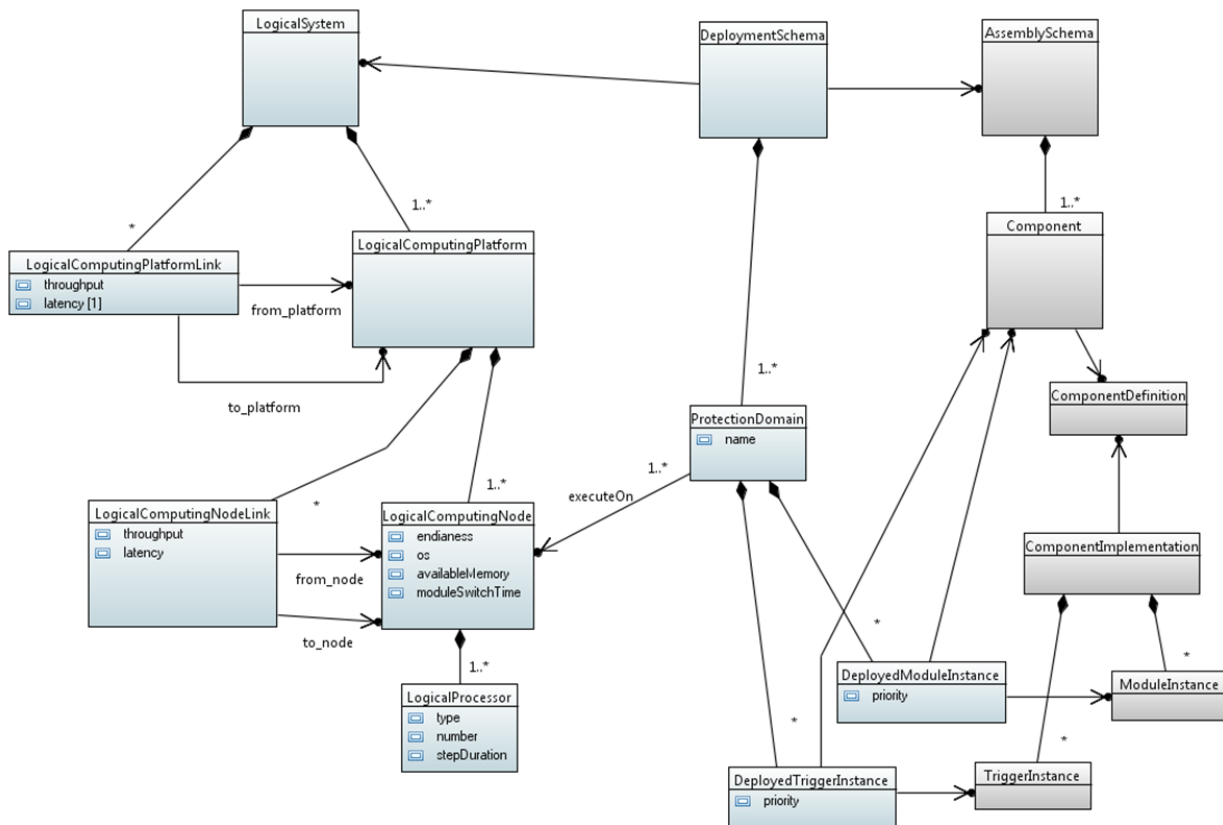 LogicalSystem
DeploymentSchema
AssemblySchema
*
1..*
1..*
LogicalComputingPlatformLink
throughput
latency [1]
LogicalComputingPlatform
Component
from_platform
to_platform
1..*
ComponentDefinition
ProtectionDomain
name
1..*
executeOn
*
1..*
LogicalComputingNodeLink
throughput
latency
LogicalComputingNode
endianess
os
availableMemory
moduleSwitchTime
from_node
to_node
ComponentImplementation
*
*
1..*
LogicalProcessor
type
number
stepDuration
DeployedModuleInstance
priority
ModuleInstance
*
*
DeployedTriggerInstance
priority
TriggerInstance